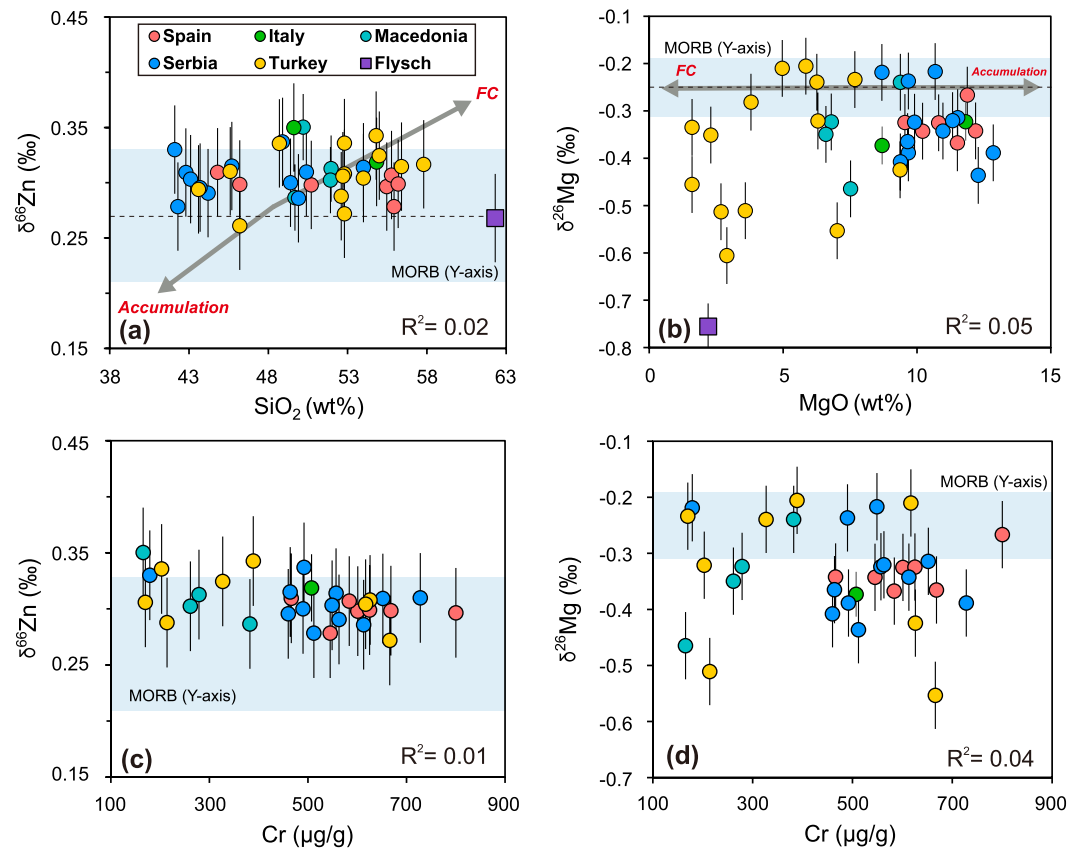 (a)
0.45
0.35
0.25
0.15
δ⁶⁶Zn (‰)
Spain Italy Macedonia
Serbia Turkey Flysch
FC
MORB (Y-axis)
Accumulation
R²= 0.02
38 43 48 53 58 63
SiO₂ (wt%)
(b)
-0.1
-0.2
-0.3
-0.4
-0.5
-0.6
-0.7
-0.8
δ²⁶Mg (‰)
MORB (Y-axis)
FC
Accumulation
R²= 0.05
0 5 10 15
MgO (wt%)
(c)
0.45
0.35
0.25
0.15
δ⁶⁶Zn (‰)
MORB (Y-axis)
R²= 0.01
100 300 500 700 900
Cr (µg/g)
(d)
-0.1
-0.2
-0.3
-0.4
-0.5
-0.6
-0.7
δ²⁶Mg (‰)
MORB (Y-axis)
R²= 0.04
100 300 500 700 900
Cr (µg/g)